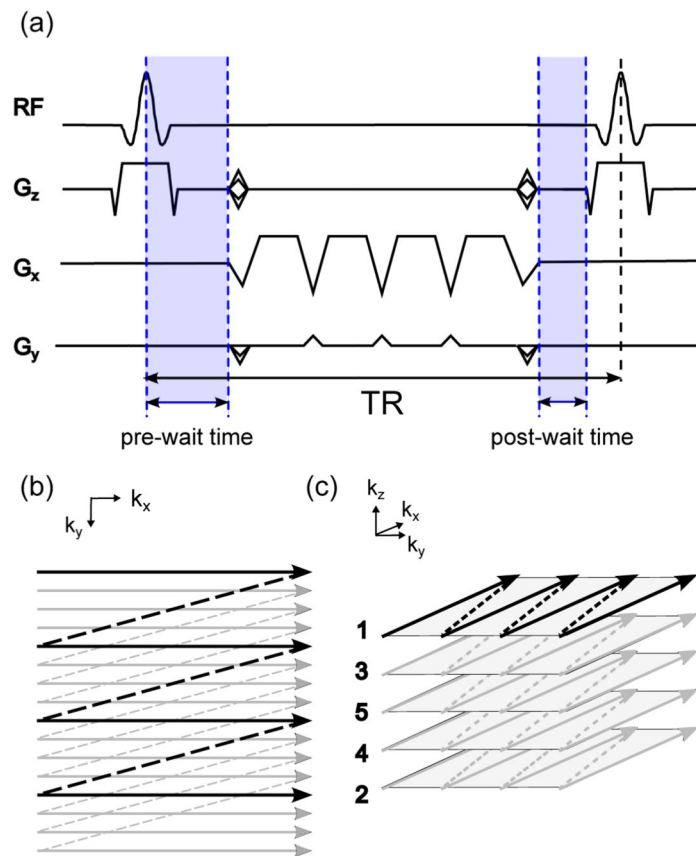 (a)
RF
Gz
Gx
Gy
TR
pre-wait time
post-wait time
(b)
kx
ky
(c)
kz
kx
ky
1
3
5
4
2